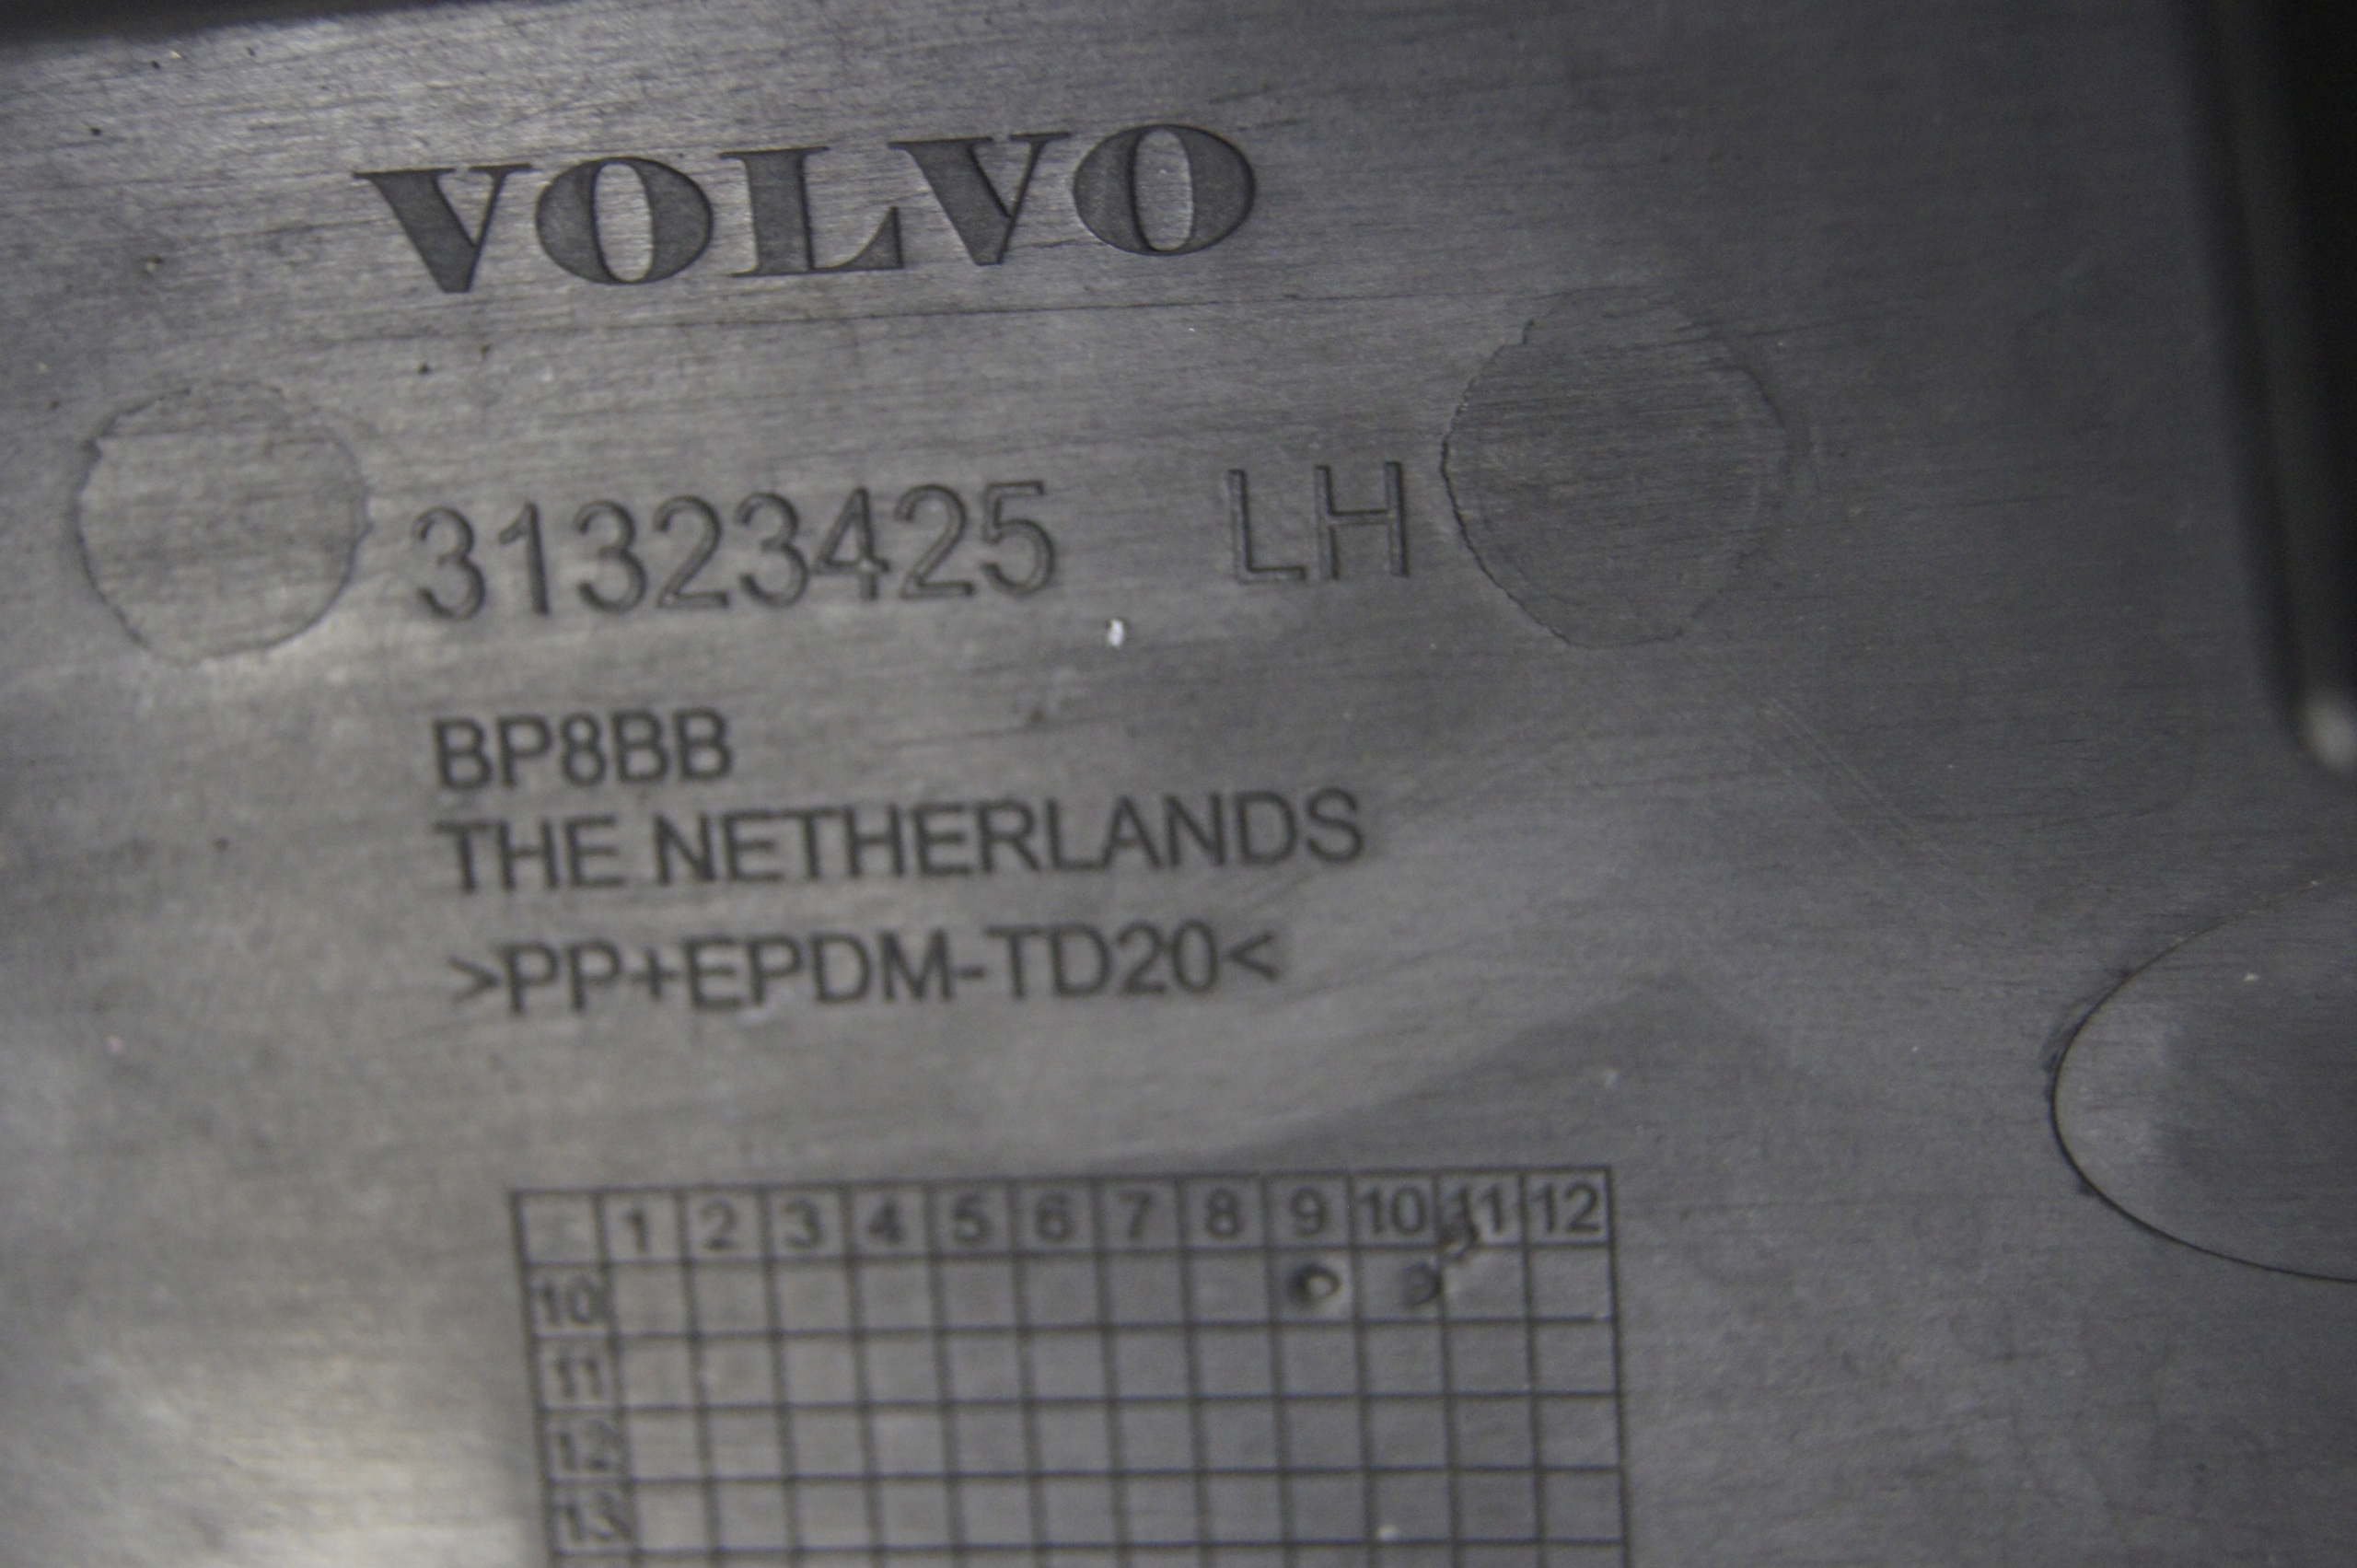 VOLVO
31323425 LH
BP8BB
THE NETHERLANDS
>PP+EPDM-TD20<
1 2 3 4 5 6 7 8 9 10 11 12
10
11
12
13